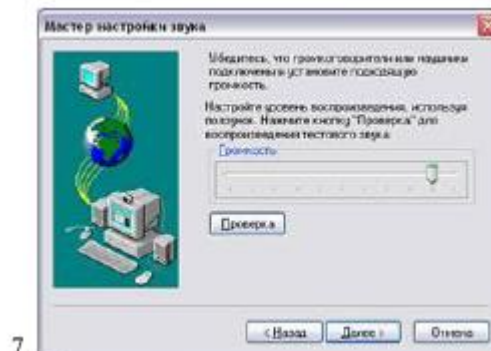 Мастер настройки звука
Убедитесь, что громкоговорители или наушники
подключены и установите подходящую
громкость.
Настройте уровень воспроизведения, используя
ползунок. Нажмите кнопку "Проверка" для
воспроизведения тестового звука.
Громкость
Проверка
< Назад
Далее >
Отмена
7